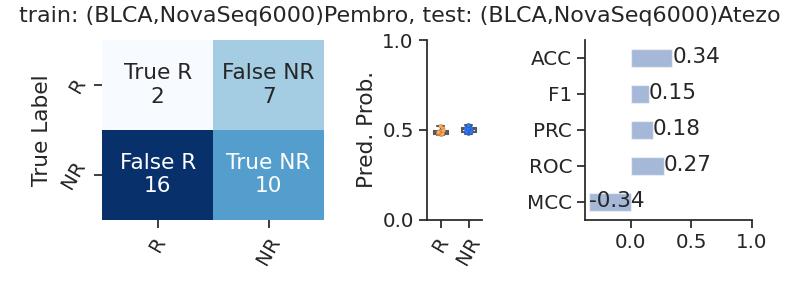 train: (BLCA,NovaSeq6000)Pembro, test: (BLCA,NovaSeq6000)Atezo
True Label
R
NR
True R
2
False NR
7
False R
16
True NR
10
R
NR
Pred. Prob.
1.0
0.5
0.0
R
NR
ACC
0.34
F1
0.15
PRC
0.18
ROC
0.27
MCC
-0.34
0.0
0.5
1.0